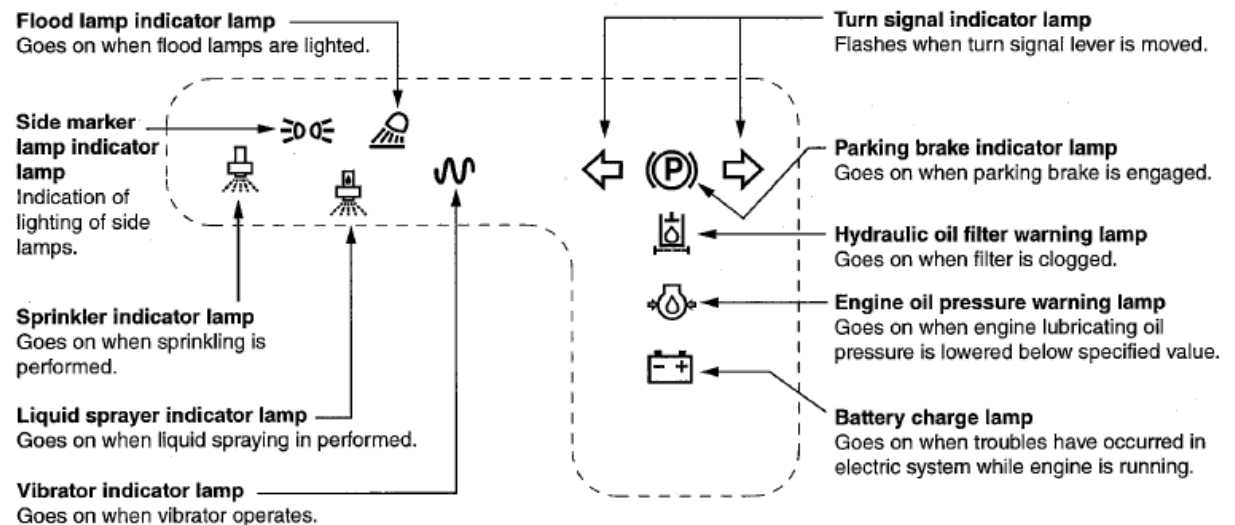 Flood lamp indicator lamp
Goes on when flood lamps are lighted.
Side marker
lamp indicator
lamp
Indication of
lighting of side
lamps.
Sprinkler indicator lamp
Goes on when sprinkling is
performed.
Liquid sprayer indicator lamp
Goes on when liquid spraying in performed.
Vibrator indicator lamp
Goes on when vibrator operates.
Turn signal indicator lamp
Flashes when turn signal lever is moved.
P
Parking brake indicator lamp
Goes on when parking brake is engaged.
Hydraulic oil filter warning lamp
Goes on when filter is clogged.
Engine oil pressure warning lamp
Goes on when engine lubricating oil
pressure is lowered below specified value.
- +
Battery charge lamp
Goes on when troubles have occurred in
electric system while engine is running.